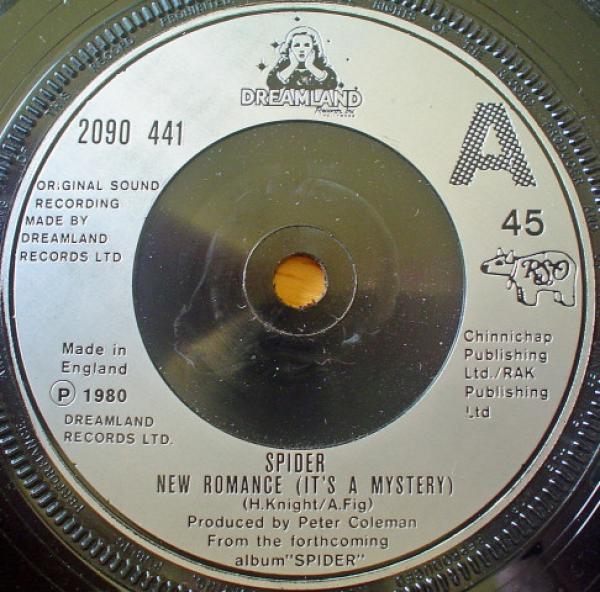 DREAMLAND
2090 441
A
ORIGINAL SOUND
RECORDING
MADE BY
DREAMLAND
RECORDS LTD
45
RSO
Made in
England
℗ 1980
DREAMLAND
RECORDS LTD.
Chinnichap
Publishing
Ltd./RAK
Publishing
Ltd
SPIDER
NEW ROMANCE (IT'S A MYSTERY)
(H.Knight/A.Fig)
Produced by Peter Coleman
From the forthcoming
album"SPIDER"